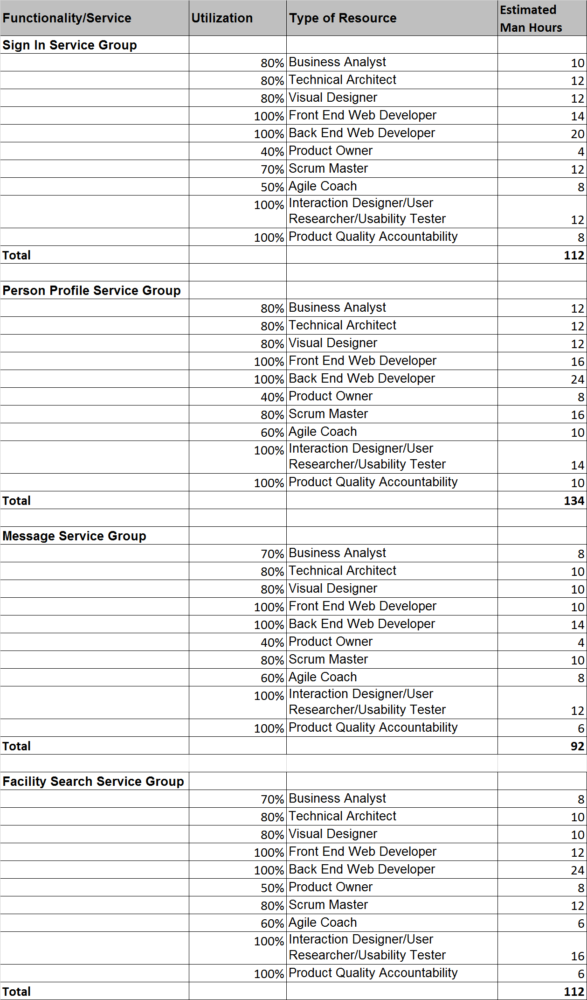 Functionality/Service Utilization Type of Resource Estimated Man Hours
Sign In Service Group
80% Business Analyst 10
80% Technical Architect 12
80% Visual Designer 12
100% Front End Web Developer 14
100% Back End Web Developer 20
40% Product Owner 4
70% Scrum Master 12
50% Agile Coach 8
100% Interaction Designer/User
Researcher/Usability Tester 12
100% Product Quality Accountability 8
Total 112
Person Profile Service Group
80% Business Analyst 12
80% Technical Architect 12
80% Visual Designer 12
100% Front End Web Developer 16
100% Back End Web Developer 24
40% Product Owner 8
80% Scrum Master 16
60% Agile Coach 10
100% Interaction Designer/User
Researcher/Usability Tester 14
100% Product Quality Accountability 10
Total 134
Message Service Group
70% Business Analyst 8
80% Technical Architect 10
80% Visual Designer 10
100% Front End Web Developer 10
100% Back End Web Developer 14
40% Product Owner 4
80% Scrum Master 10
60% Agile Coach 8
100% Interaction Designer/User
Researcher/Usability Tester 12
100% Product Quality Accountability 6
Total 92
Facility Search Service Group
70% Business Analyst 8
80% Technical Architect 10
80% Visual Designer 10
100% Front End Web Developer 12
100% Back End Web Developer 24
50% Product Owner 8
80% Scrum Master 12
60% Agile Coach 6
100% Interaction Designer/User
Researcher/Usability Tester 16
100% Product Quality Accountability 6
Total 112